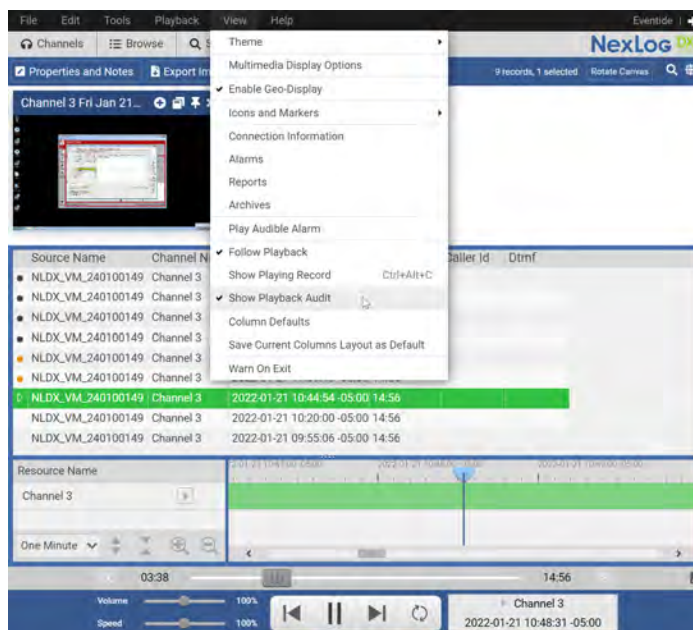 File Edit Tools Playback View Help Eventide
Channels Browse NexLog DX
Properties and Notes Export 9 records, 1 selected Rotate Canvas
Channel 3 Fri Jan 21...
Theme
Multimedia Display Options
Enable Geo-Display
Icons and Markers
Connection Information
Alarms
Reports
Archives
Play Audible Alarm
Follow Playback
Show Playing Record Ctrl+Alt+C
Show Playback Audit
Column Defaults
Save Current Columns Layout as Default
Warn On Exit
Source Name Channel Caller Id Dtmf
NLDX_VM_240100149 Channel 3
NLDX_VM_240100149 Channel 3
NLDX_VM_240100149 Channel 3
NLDX_VM_240100149 Channel 3
NLDX_VM_240100149 Channel 3
NLDX_VM_240100149 Channel 3
NLDX_VM_240100149 Channel 3 2022-01-21 10:44:54 -05:00 14:56
NLDX_VM_240100149 Channel 3 2022-01-21 10:20:00 -05:00 14:56
NLDX_VM_240100149 Channel 3 2022-01-21 09:55:06 -05:00 14:56
Resource Name
Channel 3
One Minute
03:38 14:56
Volume 100%
Speed 100%
Channel 3
2022-01-21 10:48:31 -05:00